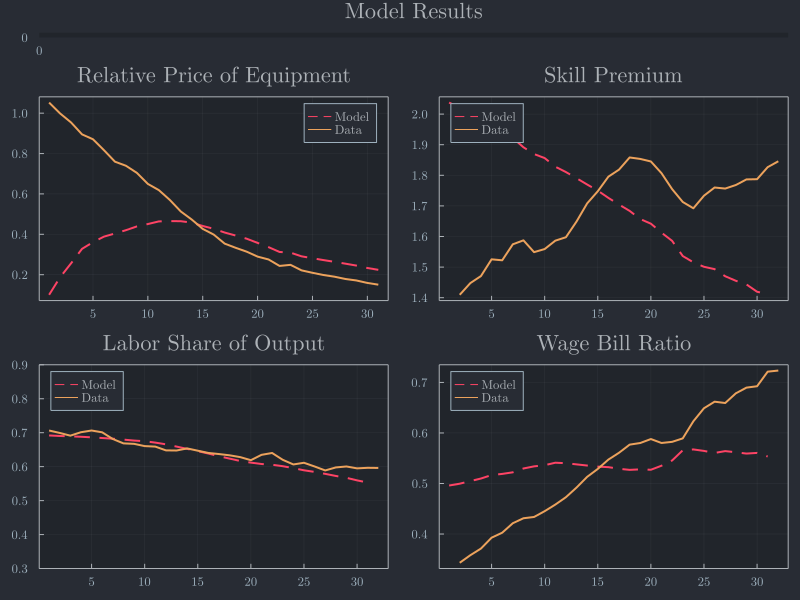 Model Results
0
0
Relative Price of Equipment
Skill Premium
1.0
0.8
0.6
0.4
0.2
Model
Data
5 10 15 20 25 30
2.0
1.9
1.8
1.7
1.6
1.5
1.4
Model
Data
5 10 15 20 25 30
Labor Share of Output
Wage Bill Ratio
0.9
0.8
0.7
0.6
0.5
0.4
0.3
Model
Data
5 10 15 20 25 30
0.7
0.6
0.5
0.4
Model
Data
5 10 15 20 25 30